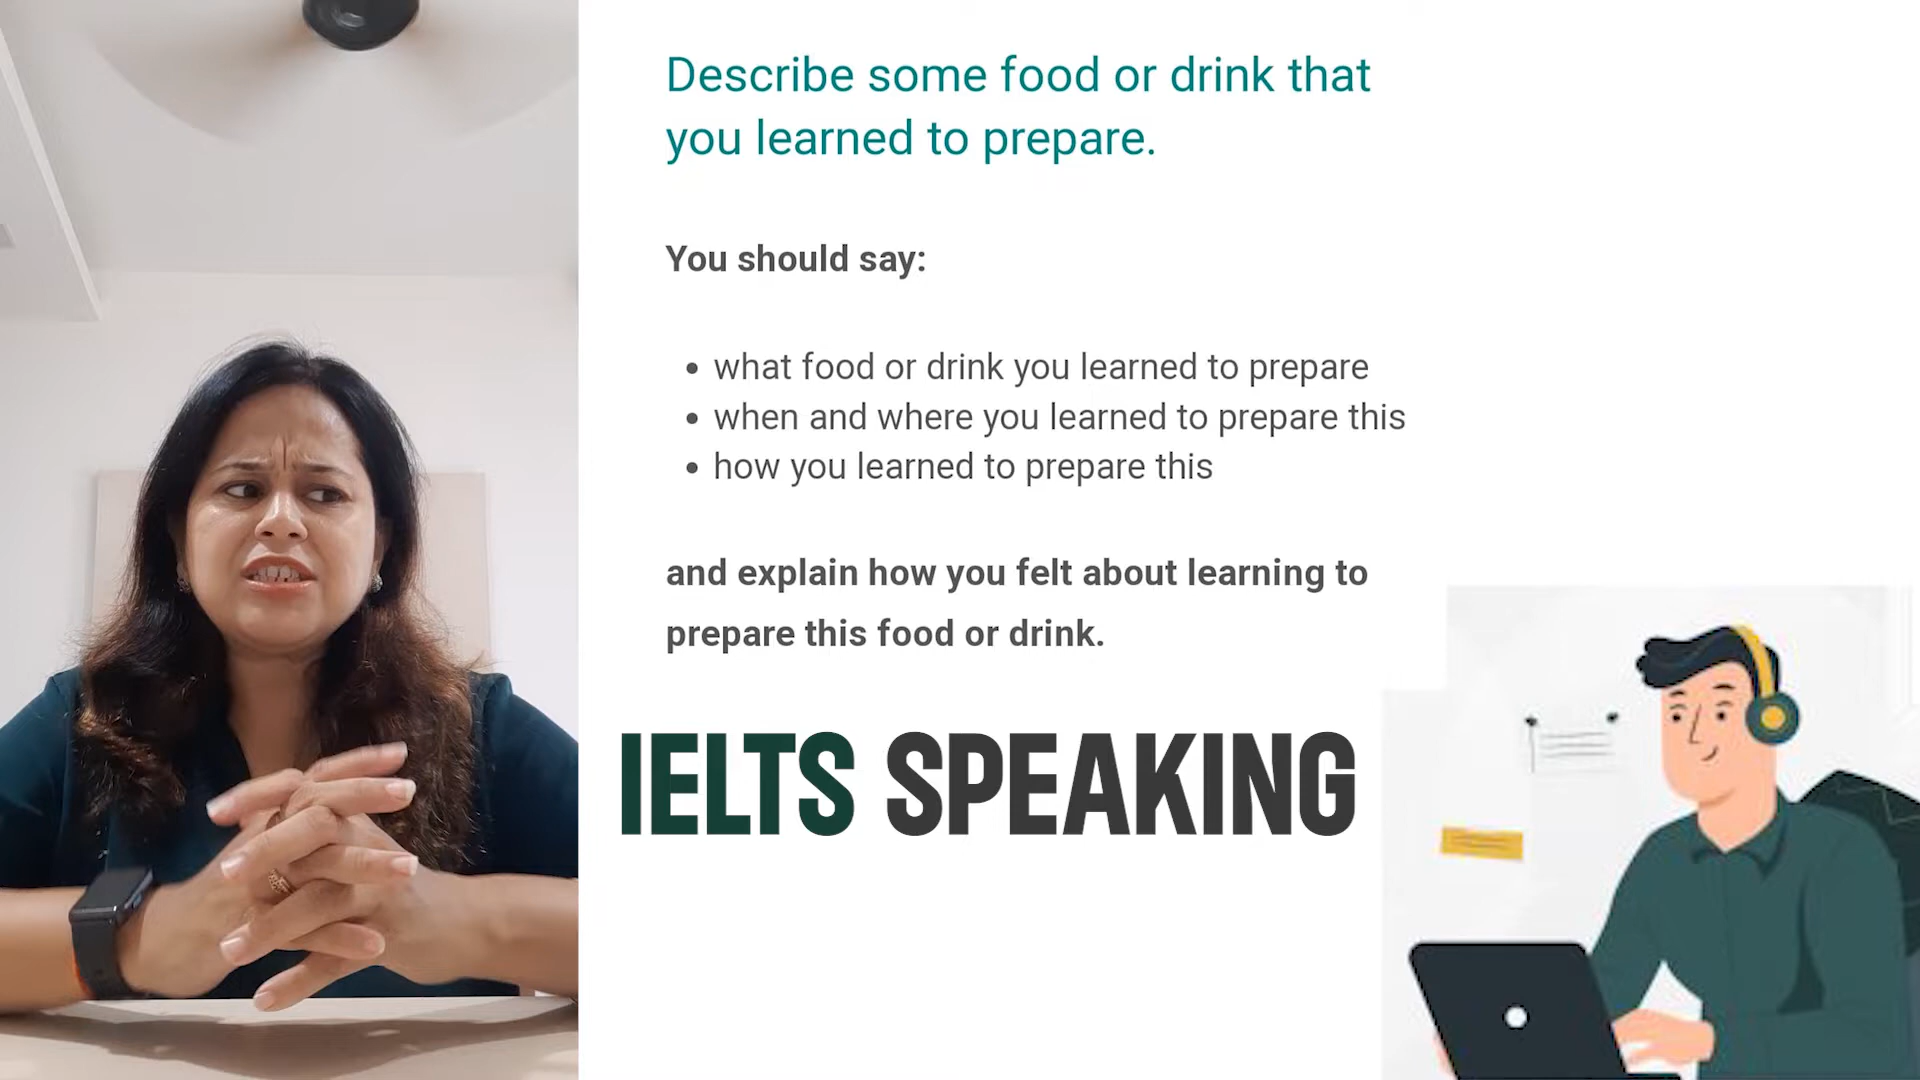 Describe some food or drink that
you learned to prepare.
You should say:
• what food or drink you learned to prepare
• when and where you learned to prepare this
• how you learned to prepare this
and explain how you felt about learning to
prepare this food or drink.
IELTS SPEAKING